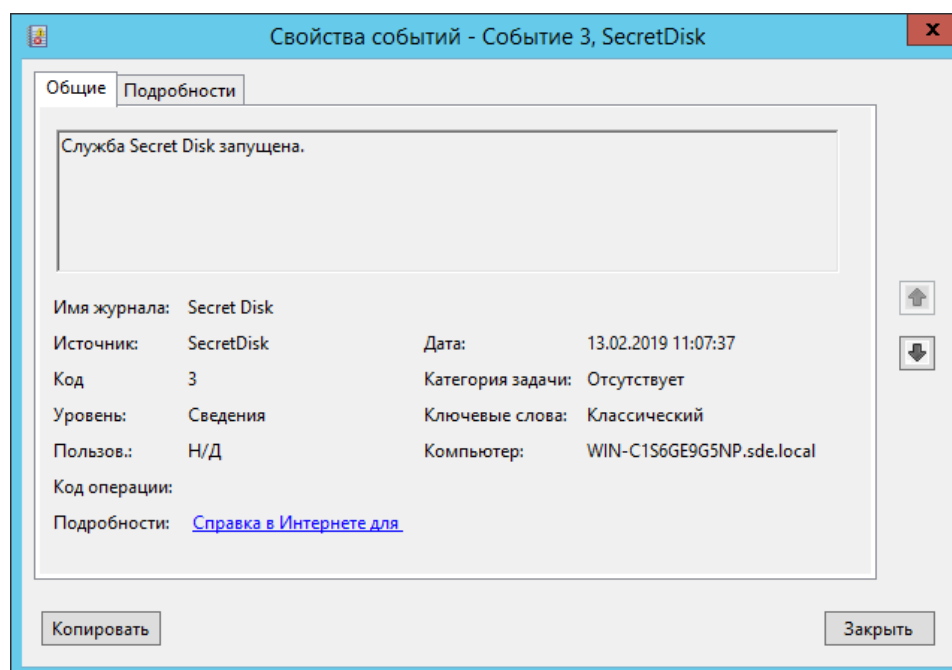 Свойства событий - Событие 3, SecretDisk
Общие Подробности
Служба Secret Disk запущена.
Имя журнала: Secret Disk
Источник: SecretDisk Дата: 13.02.2019 11:07:37
Код 3 Категория задачи: Отсутствует
Уровень: Сведения Ключевые слова: Классический
Пользов.: Н/Д Компьютер: WIN-C1S6GE9G5NP.sde.local
Код операции:
Подробности: Справка в Интернете для
Копировать Закрыть